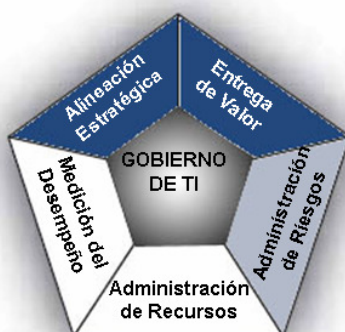 Alineación
Estratégica
Entrega
de Valor
GOBIERNO
DE TI
Medición del
Desempeño
Administración
de Riesgos
Administración
de Recursos